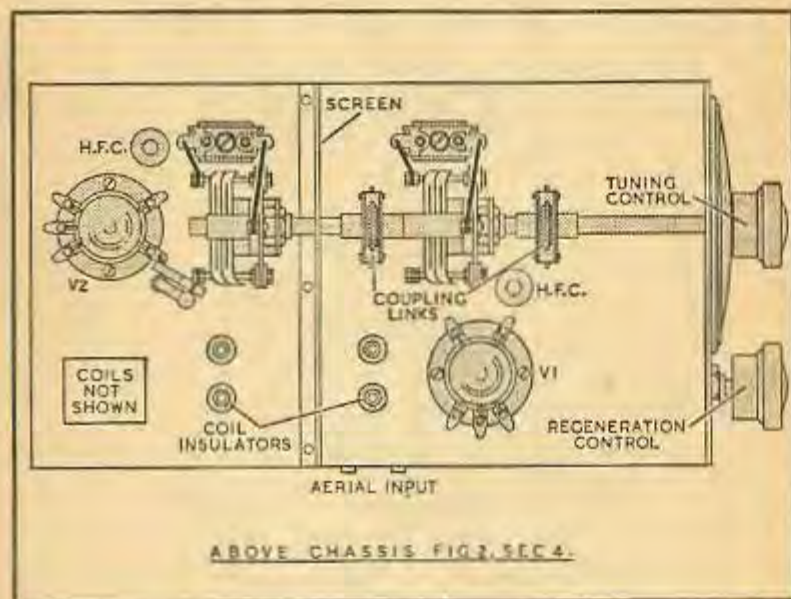 SCREEN
H.F.C.
TUNING
CONTROL
V2
COUPLING
LINKS
H.F.C.
COILS
NOT
SHOWN
V1
COIL
INSULATORS
REGENERATION
CONTROL
AERIAL INPUT
ABOVE CHASSIS FIG 2, SEC 4.